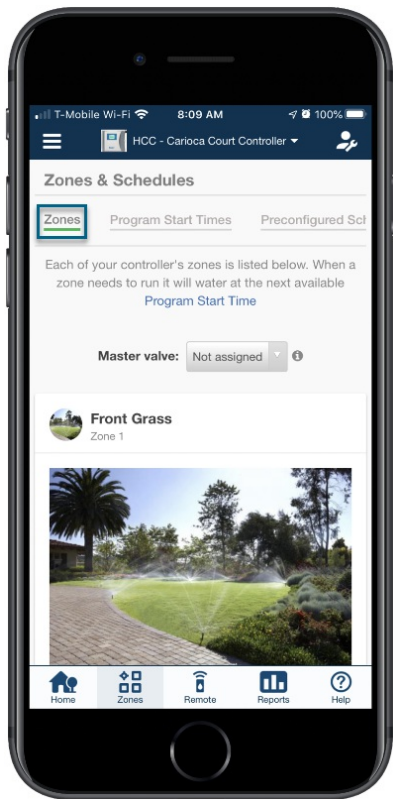 T-Mobile Wi-Fi 8:09 AM 100%
HCC - Carioca Court Controller
Zones & Schedules
Zones Program Start Times Preconfigured Sch
Each of your controller's zones is listed below. When a
zone needs to run it will water at the next available
Program Start Time
Master valve: Not assigned
Front Grass
Zone 1
Home Zones Remote Reports Help